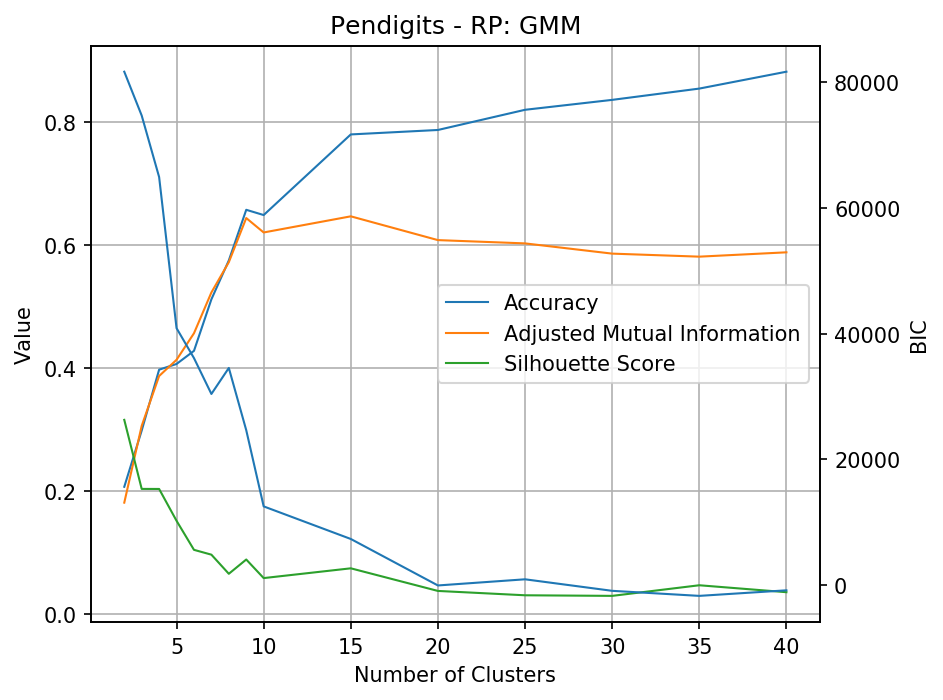 Pendigits - RP: GMM
Value
0.8
0.6
0.4
0.2
0.0
80000
60000
40000
20000
0
BIC
Accuracy
Adjusted Mutual Information
Silhouette Score
5 10 15 20 25 30 35 40
Number of Clusters